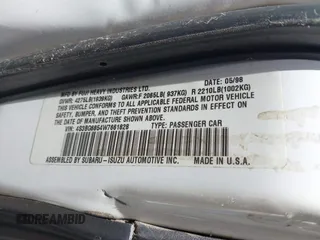 MFD BY FUJI HEAVY INDUSTRIES LTD. 05/98
GVWR: 4275LB(1939KG) GAWR:F 2065LB( 937KG) R 2210LB(1002KG)
THIS VEHICLE CONFORMS TO ALL APPLICABLE FEDERAL MOTOR VEHICLE
SAFETY, BUMPER, AND THEFT PREVENTION STANDARDS IN EFFECT ON
THE DATE OF MANUFACTURE SHOWN ABOVE.
TYPE: PASSENGER CAR
ASSEMBLED BY SUBARU-ISUZU AUTOMOTIVE INC. MADE IN U.S.A.
DREAMBID